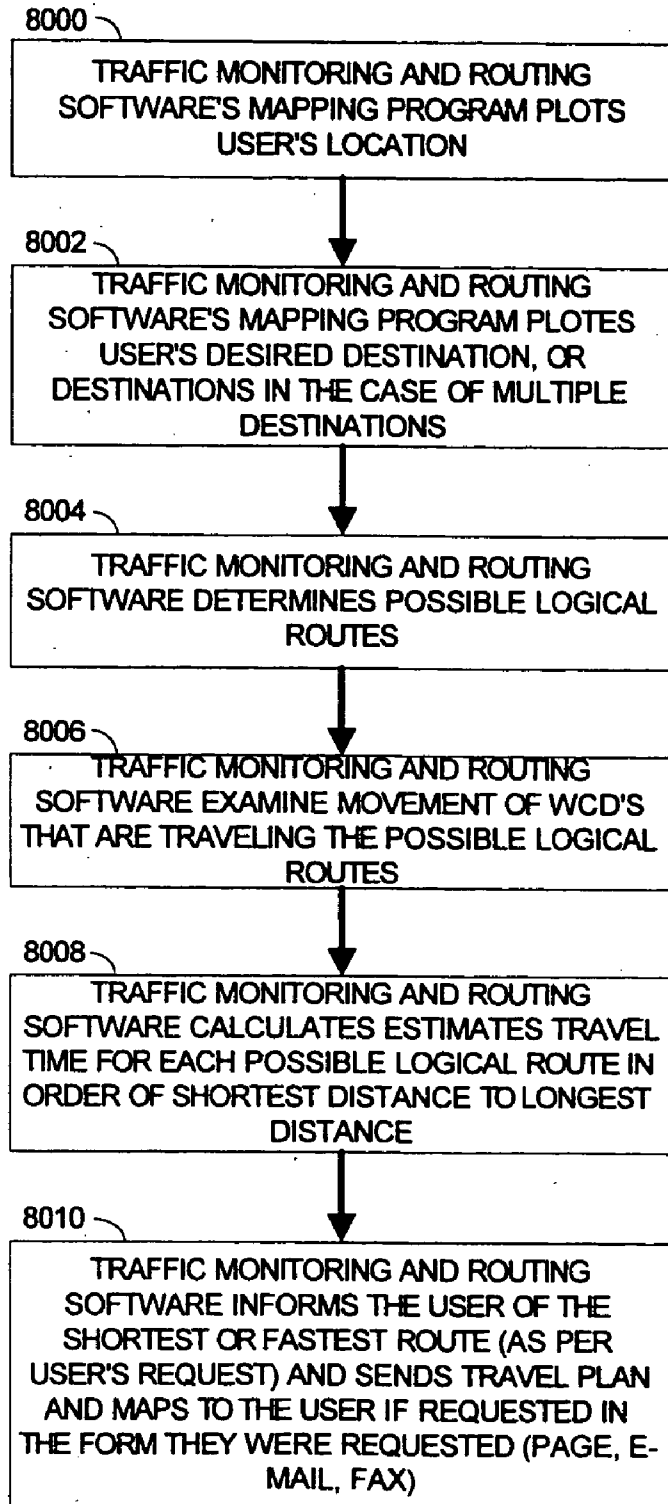 8000
TRAFFIC MONITORING AND ROUTING
SOFTWARE'S MAPPING PROGRAM PLOTS
USER'S LOCATION
8002
TRAFFIC MONITORING AND ROUTING
SOFTWARE'S MAPPING PROGRAM PLOTES
USER'S DESIRED DESTINATION, OR
DESTINATIONS IN THE CASE OF MULTIPLE
DESTINATIONS
8004
TRAFFIC MONITORING AND ROUTING
SOFTWARE DETERMINES POSSIBLE LOGICAL
ROUTES
8006
TRAFFIC MONITORING AND ROUTING
SOFTWARE EXAMINE MOVEMENT OF WCD'S
THAT ARE TRAVELING THE POSSIBLE LOGICAL
ROUTES
8008
TRAFFIC MONITORING AND ROUTING
SOFTWARE CALCULATES ESTIMATES TRAVEL
TIME FOR EACH POSSIBLE LOGICAL ROUTE IN
ORDER OF SHORTEST DISTANCE TO LONGEST
DISTANCE
8010
TRAFFIC MONITORING AND ROUTING
SOFTWARE INFORMS THE USER OF THE
SHORTEST OR FASTEST ROUTE (AS PER
USER'S REQUEST) AND SENDS TRAVEL PLAN
AND MAPS TO THE USER IF REQUESTED IN
THE FORM THEY WERE REQUESTED (PAGE, E-
MAIL, FAX)